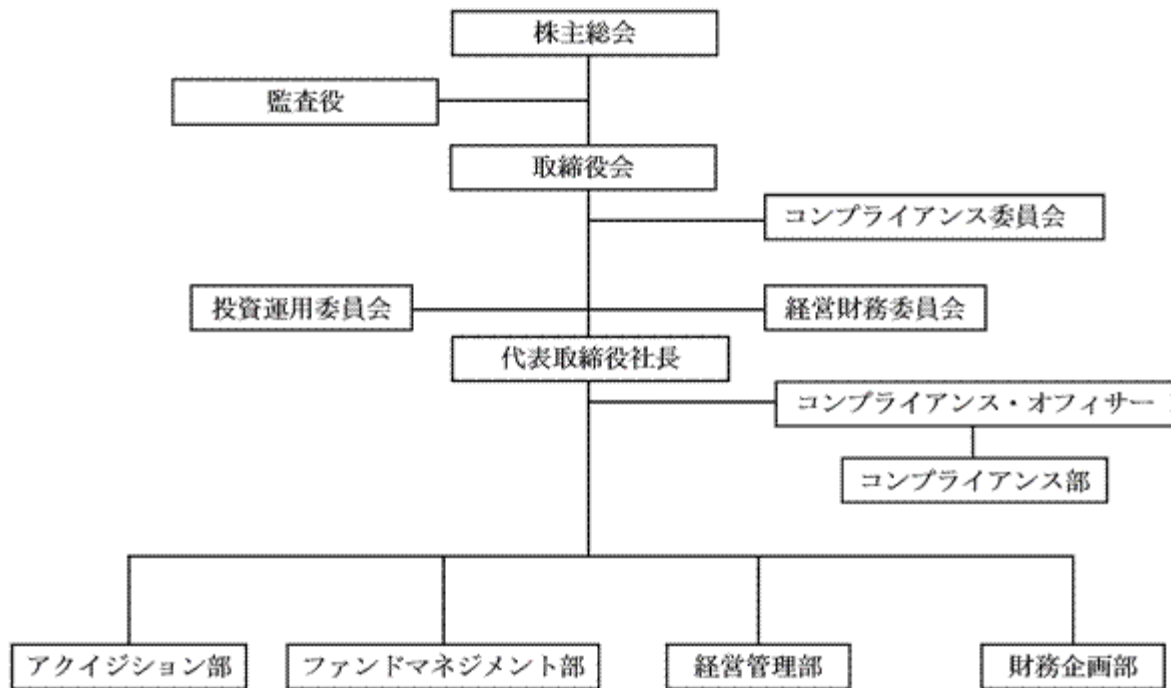 株主総会
監査役
取締役会
コンプライアンス委員会
投資運用委員会
経営財務委員会
代表取締役社長
コンプライアンス・オフィサー
コンプライアンス部
アクイジション部
ファンドマネジメント部
経営管理部
財務企画部